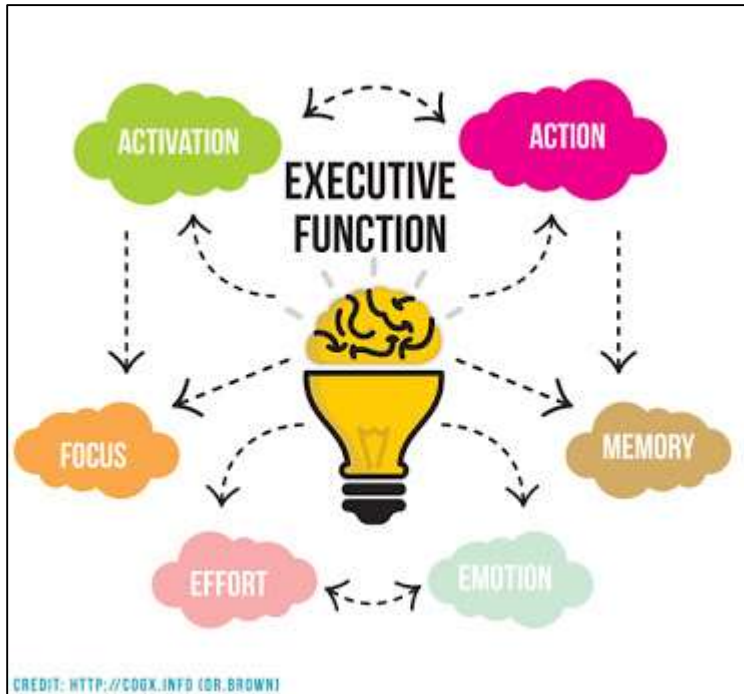 ACTIVATION
ACTION
EXECUTIVE
FUNCTION
FOCUS
MEMORY
EFFORT
EMOTION
CREDIT: HTTP://COGX.INFO (DR.BROWN)